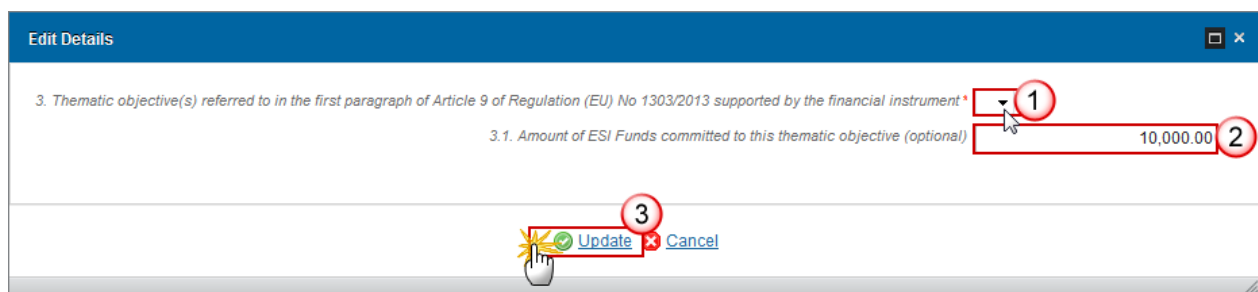 Edit Details
3. Thematic objective(s) referred to in the first paragraph of Article 9 of Regulation (EU) No 1303/2013 supported by the financial instrument * 1
3.1. Amount of ESI Funds committed to this thematic objective (optional) 10,000.00 2
3
Update Cancel